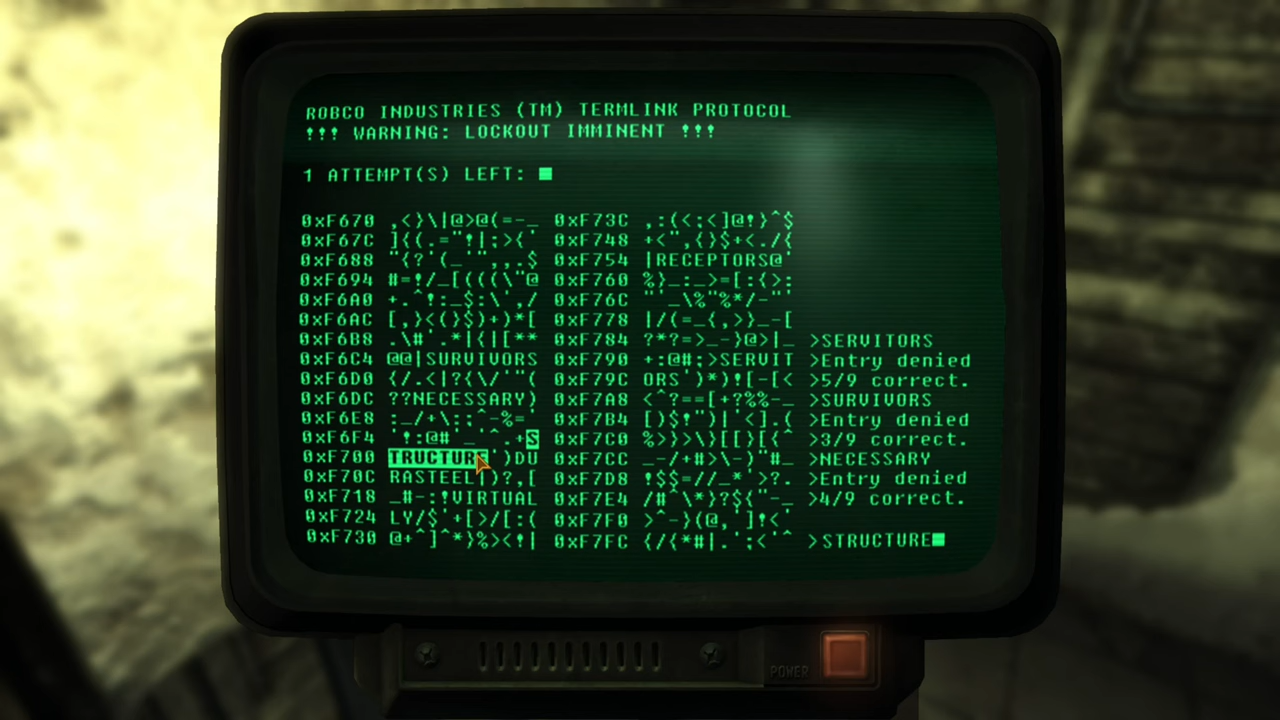 ROBCO INDUSTRIES (TM) TERMLINK PROTOCOL
!!! WARNING: LOCKOUT IMMINENT !!!
1 ATTEMPT(S) LEFT:
0xF670 ,<}\|@>@(=-_ 0xF73C ,:(<:<]@!}^$
0xF67C ]{(.="!|;>{' 0xF748 +<",{}$+<./{
0xF688 "{?'(_'",,.$ 0xF754 |RECEPTORS@'
0xF694 #=!/_[(((\"@ 0xF760 %}_:_>=[:{>:
0xF6A0 +.^!:_$:\',/ 0xF76C "'_\%"%*/-"'
0xF6AC [,}<()$)+)*[ 0xF778 |/(=_{,>}_-[
0xF6B8 .\#'.*|{|[** 0xF784 ?*?=>_-}@>|_ >SERVITORS
0xF6C4 @@|SURVIVORS 0xF790 +:@#;>SERVIT >Entry denied
0xF6D0 {/.<|?{\/'"( 0xF79C ORS')*)![-[< >5/9 correct.
0xF6DC ??NECESSARY) 0xF7A8 <^?==[+?%%-_ >SURVIVORS
0xF6E8 :_/+\;:^-%=' 0xF7B4 [)$!")|'<].( >Entry denied
0xF6F4 '!:@#'_'^.+S 0xF7C0 %>}>\}[[}[{^ >3/9 correct.
0xF700 TRUCTURE')DU 0xF7CC _-/+#>\-)"#_ >NECESSARY
0xF70C RASTEEL|)?,[ 0xF7D8 !$$=//_*>?. >Entry denied
0xF718 _#-;!VIRTUAL 0xF7E4 /#^\*}?${"-_ >4/9 correct.
0xF724 LY/$'+[>/[:( 0xF7F0 >^-}(@,']!<'
0xF730 @+^]^*}%><!| 0xF7FC {/{*#|.';<'^ >STRUCTURE
POWER